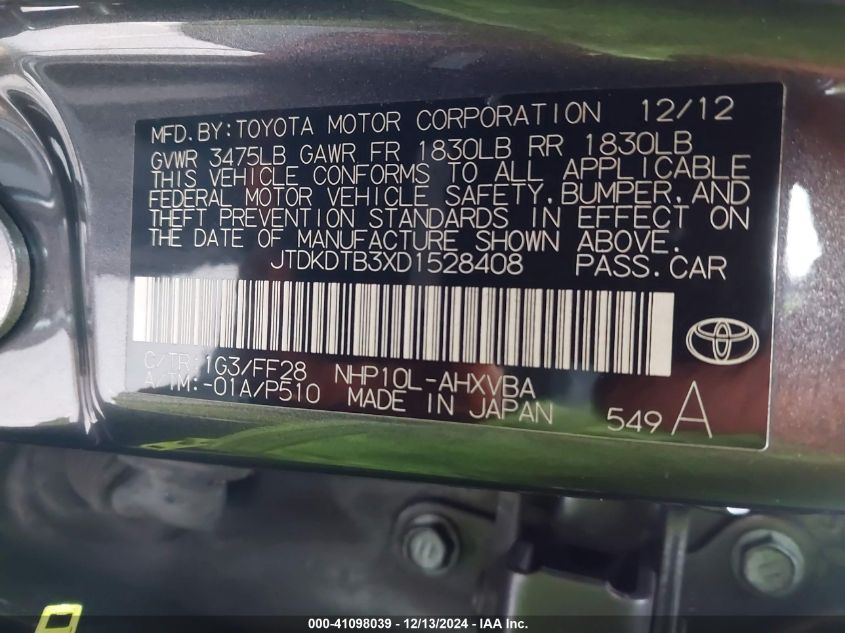 MFD.BY:TOYOTA MOTOR CORPORATION 12/12
GVWR 3475LB GAWR FR 1830LB RR 1830LB
THIS VEHICLE CONFORMS TO ALL APPLICABLE
FEDERAL MOTOR VEHICLE SAFETY,BUMPER,AND
THEFT PREVENTION STANDARDS IN EFFECT ON
THE DATE OF MANUFACTURE SHOWN ABOVE.
JTDKDTB3XD1528408 PASS.CAR
C/TR:1G3/FF28 NHP10L-AHXVBA
A/TM:-01A/P510 MADE IN JAPAN 549 A
000-41098039 - 12/13/2024 - IAA Inc.